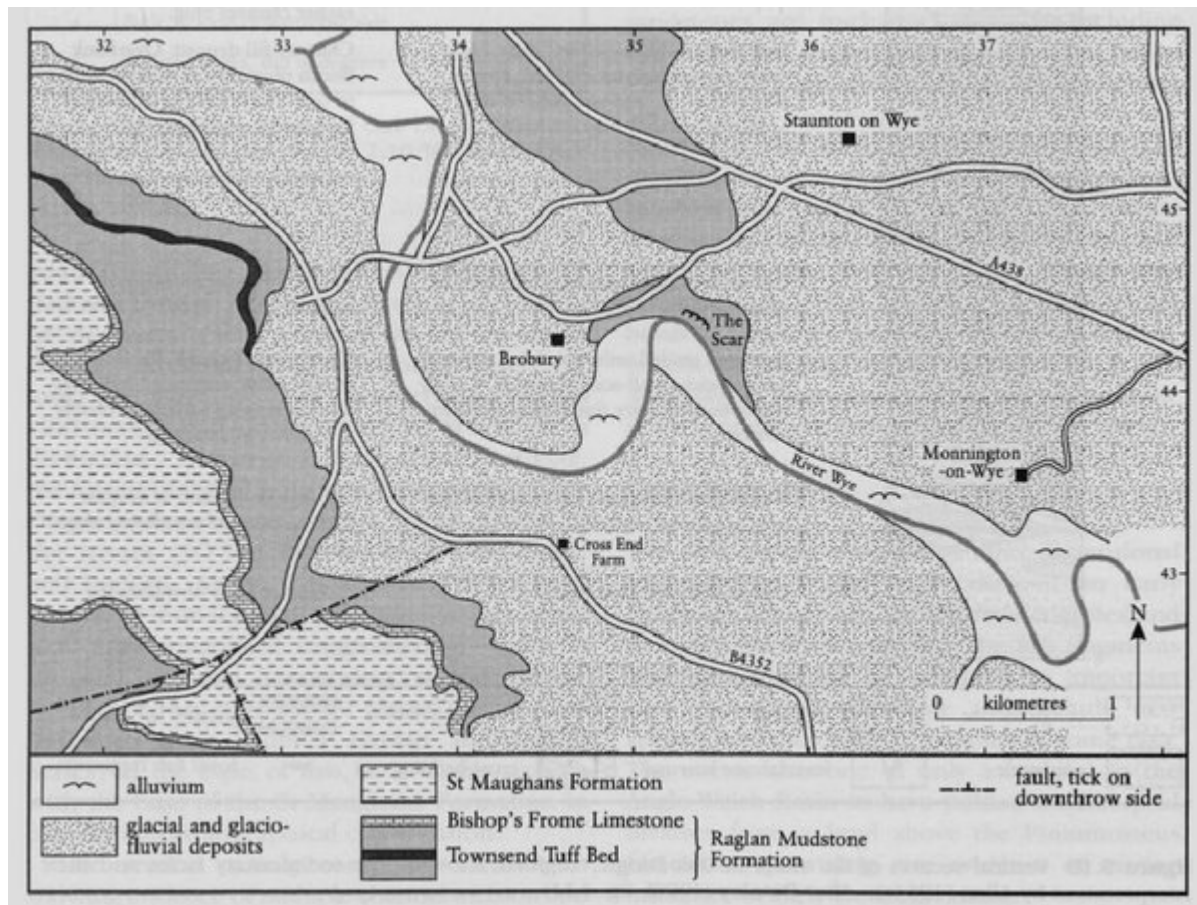 32 33 34 35 36 37
Staunton on Wye
45
A438
The
Scar
Brobury
44
Monnington
-on-Wye
River Wye
Cross End
Farm
43
N
B4352
0 kilometres 1
alluvium
glacial and glacio-
fluvial deposits
St Maughans Formation
Bishop's Frome Limestone
Townsend Tuff Bed
Raglan Mudstone
Formation
fault, tick on
downthrow side